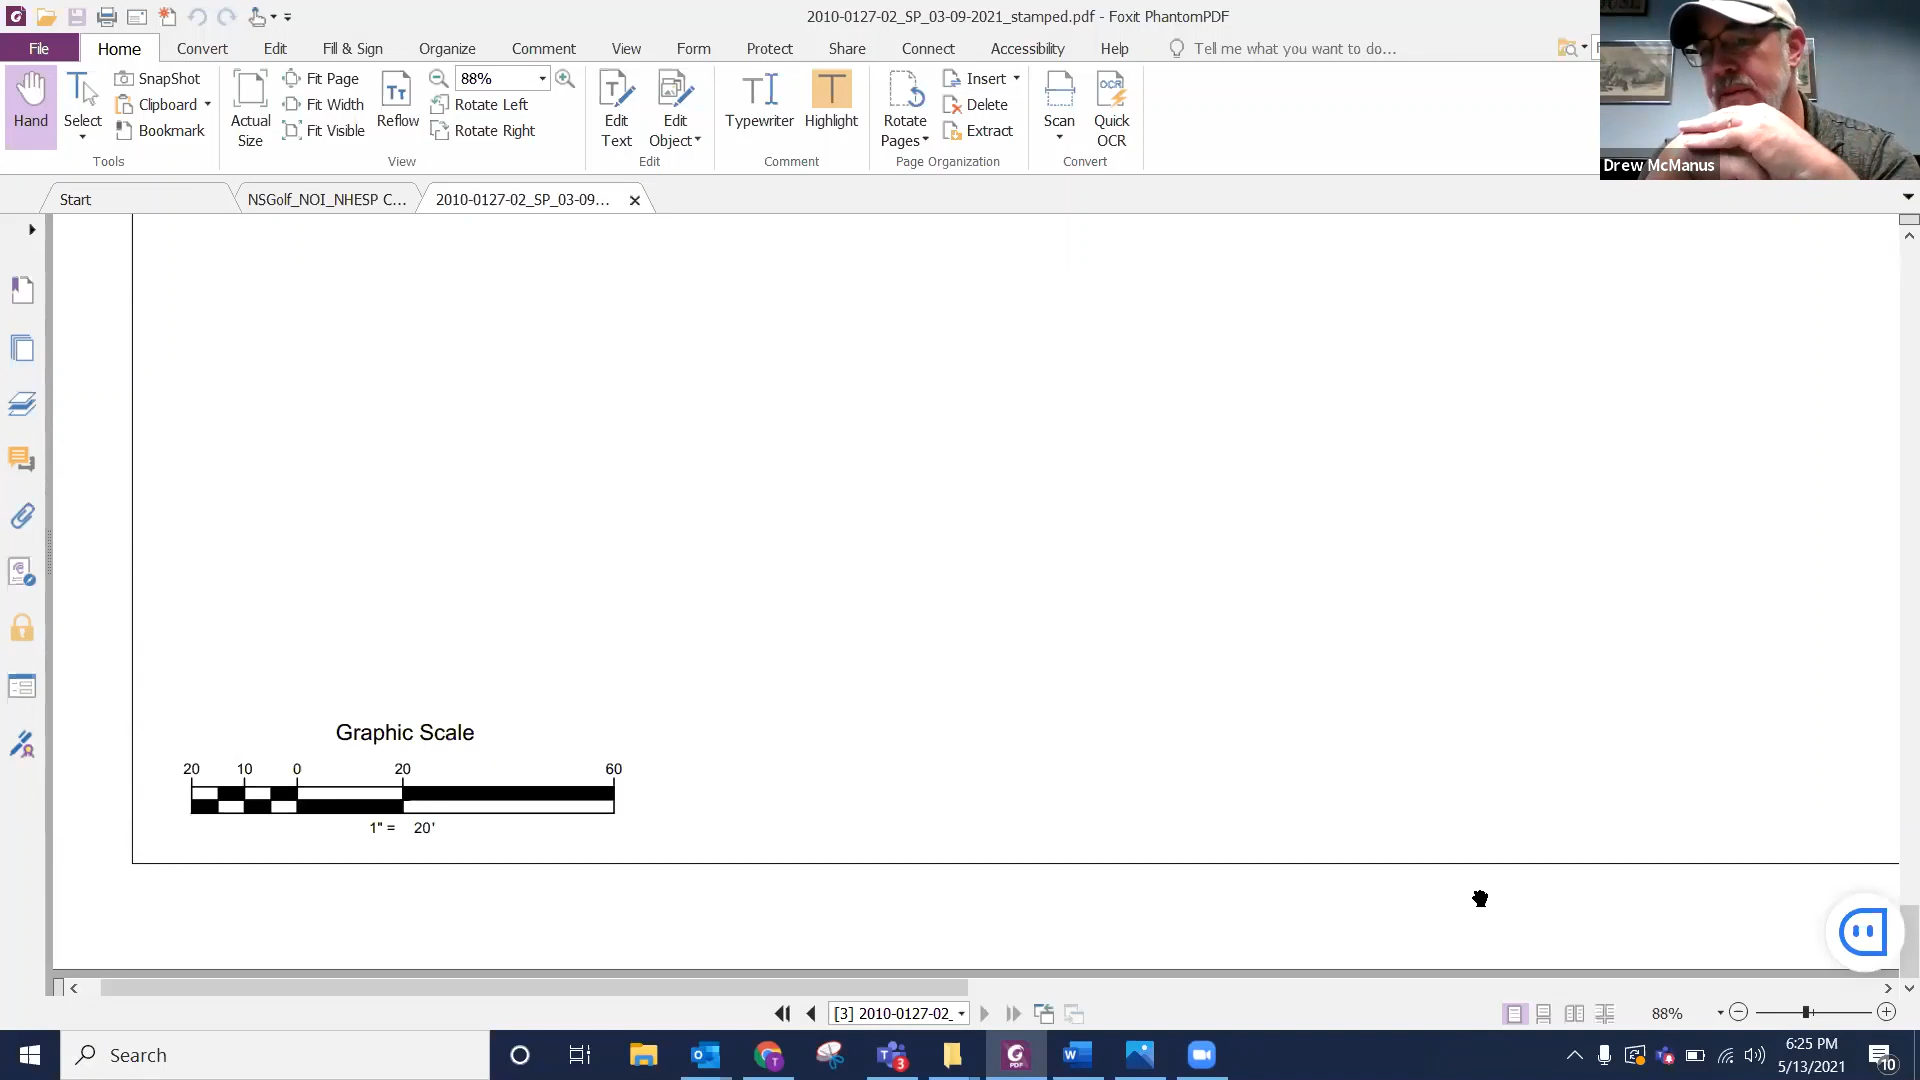 2010-0127-02_SP_03-09-2021_stamped.pdf - Foxit PhantomPDF
File Home Convert Edit Fill & Sign Organize Comment View Form Protect Share Connect Accessibility Help Tell me what you want to do...
Hand
Select
SnapShot
Clipboard
Bookmark
Tools
Actual Size
Fit Page
Fit Width
Fit Visible
Reflow
88%
Rotate Left
Rotate Right
View
Edit Text
Edit Object
Edit
Typewriter
Highlight
Comment
Rotate Pages
Insert
Delete
Extract
Page Organization
Scan
Quick OCR
Convert
Drew McManus
Start NSGolf_NOI_NHESP C... 2010-0127-02_SP_03-09...
Graphic Scale
20 10 0 20 60
1" = 20'
[3] 2010-0127-02_
88%
Search
3
6:25 PM
5/13/2021
10